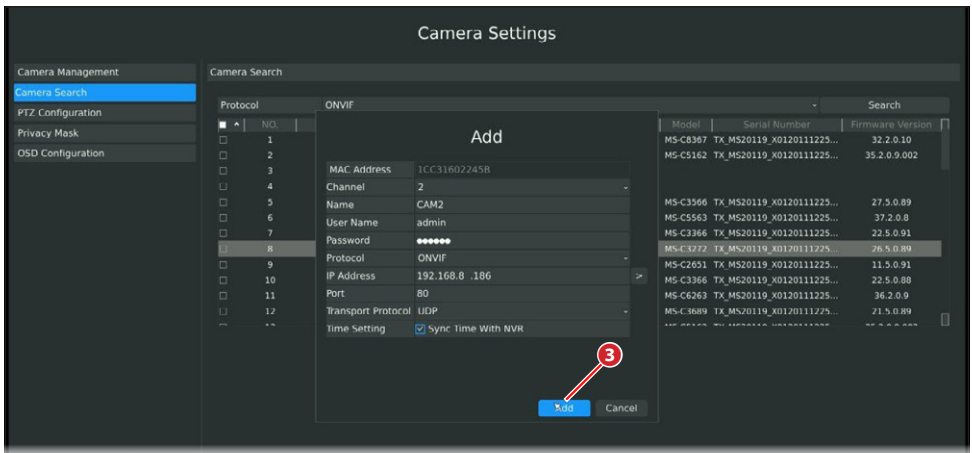 Camera Settings
Camera Management
Camera Search
PTZ Configuration
Privacy Mask
OSD Configuration
Camera Search
Protocol ONVIF Search
NO. Model Serial Number Firmware Version
1 MS-C8367 TX_MS20119_X0120111225... 32.2.0.10
2 MS-C5162 TX_MS20119_X0120111225... 35.2.0.9.002
3
4
5 MS-C3566 TX_MS20119_X0120111225... 27.5.0.89
6 MS-C5563 TX_MS20119_X0120111225... 37.2.0.8
7 MS-C3366 TX_MS20119_X0120111225... 22.5.0.91
8 MS-C3272 TX_MS20119_X0120111225... 26.5.0.89
9 MS-C2651 TX_MS20119_X0120111225... 11.5.0.91
10 MS-C3366 TX_MS20119_X0120111225... 22.5.0.88
11 MS-C6263 TX_MS20119_X0120111225... 36.2.0.9
12 MS-C3689 TX_MS20119_X0120111225... 21.5.0.89
Add
MAC Address 1CC31602245B
Channel 2
Name CAM2
User Name admin
Password ●●●●●●
Protocol ONVIF
IP Address 192.168.8 .186 >
Port 80
Transport Protocol UDP
Time Setting Sync Time With NVR
3
Add Cancel